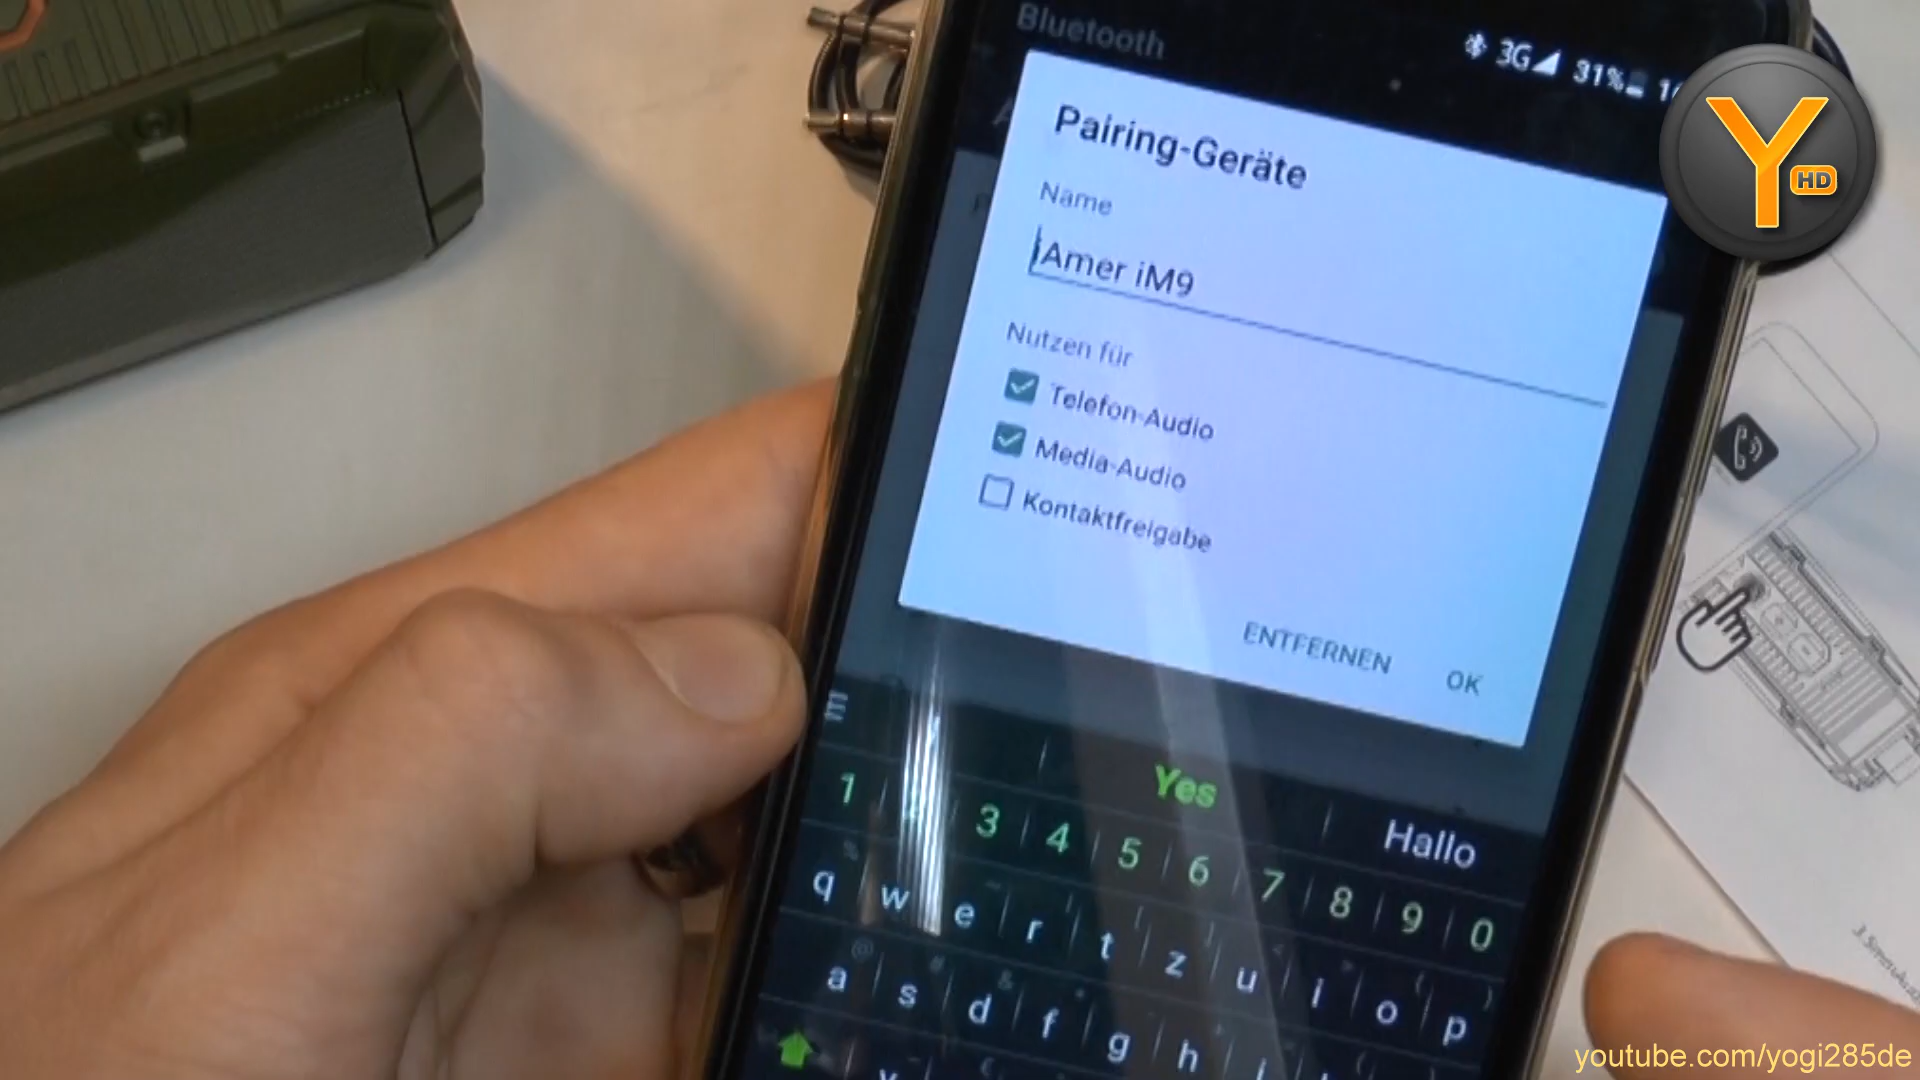 Bluetooth
3G 31%
Y
HD
Pairing-Geräte
Name
iAmer iM9
Nutzen für
Telefon-Audio
Media-Audio
Kontaktfreigabe
ENTFERNEN OK
Yes Hallo
1 3 4 5 6 7 8 9 0
q w e r t z u i o p
a s d f g h
youtube.com/yogi285de